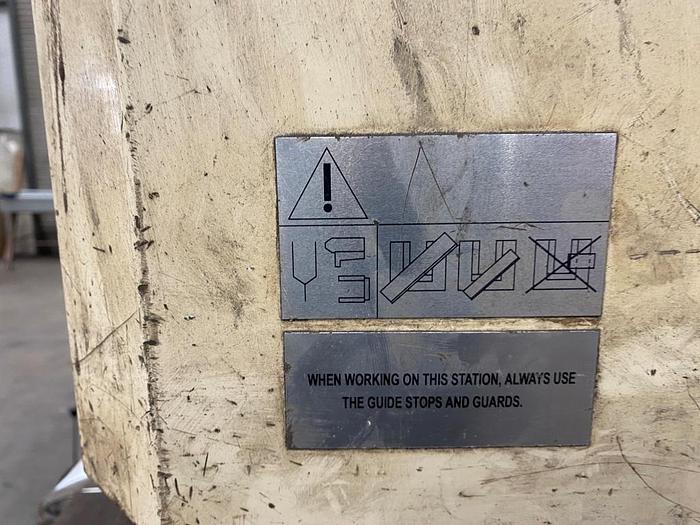 !
WHEN WORKING ON THIS STATION, ALWAYS USE
THE GUIDE STOPS AND GUARDS.